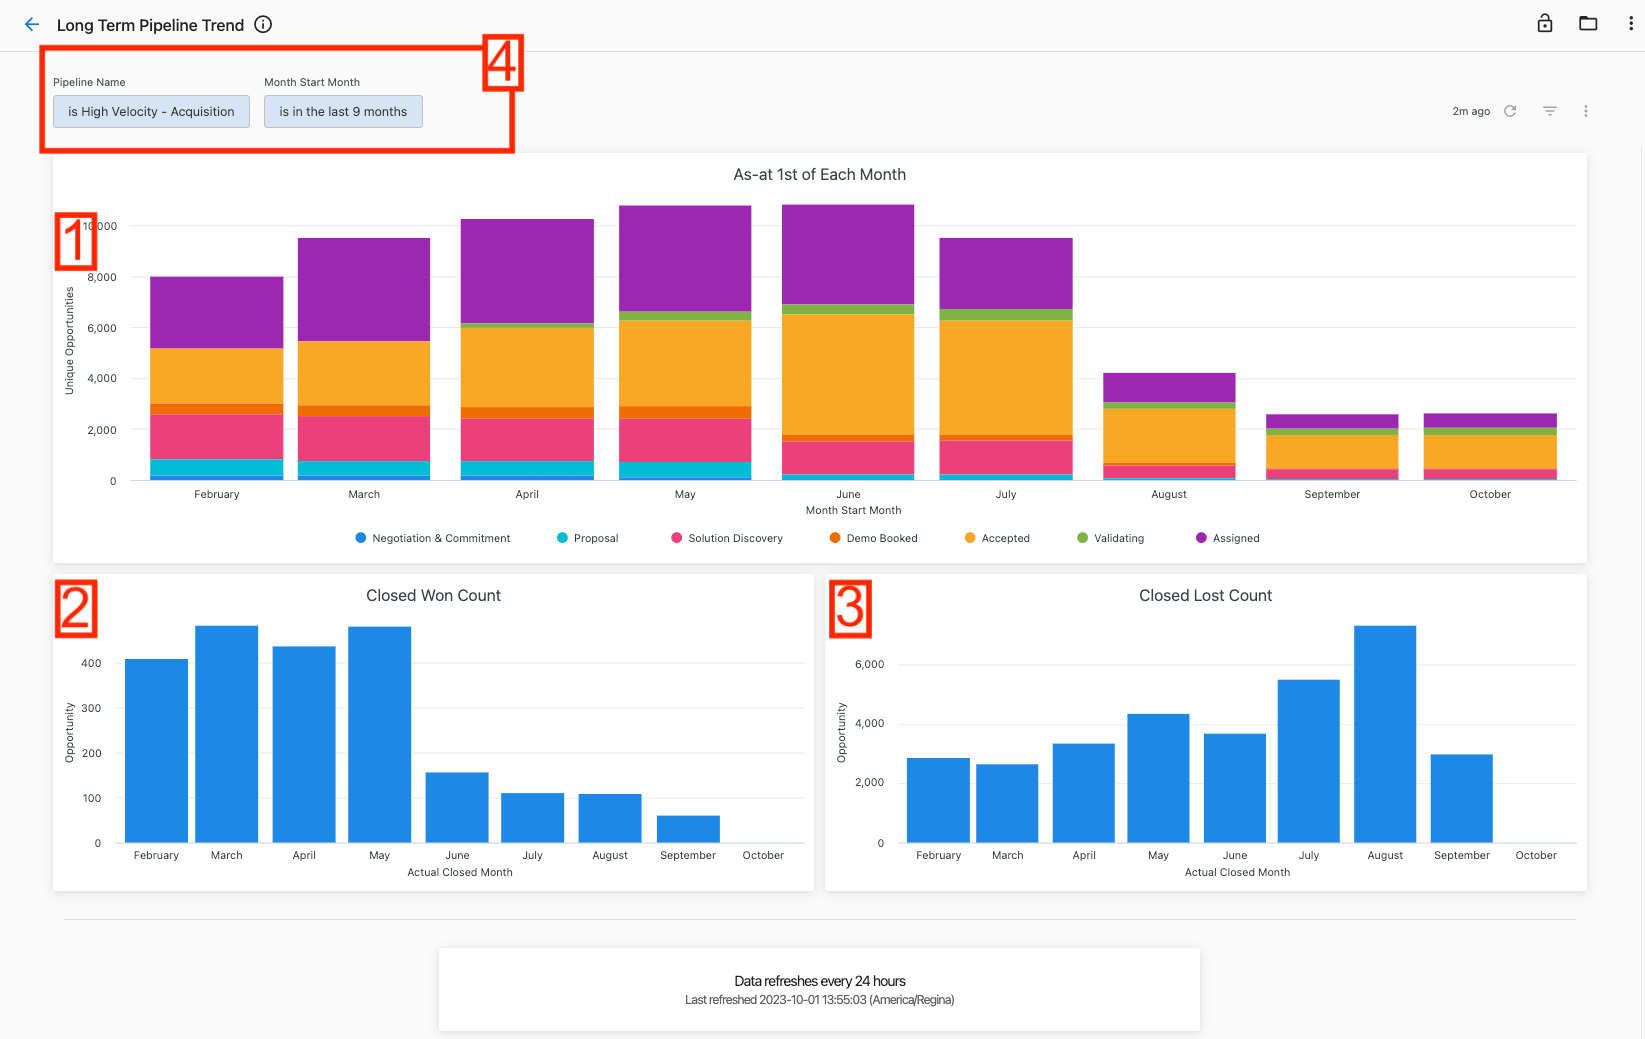 Long Term Pipeline Trend
4
Pipeline Name
Month Start Month
is High Velocity - Acquisition
is in the last 9 months
2m ago
As-at 1st of Each Month
1
10,000
8,000
6,000
4,000
2,000
0
Unique Opportunities
February March April May June July August September October
Month Start Month
Negotiation & Commitment Proposal Solution Discovery Demo Booked Accepted Validating Assigned
2
Closed Won Count
400
300
200
100
0
Opportunity
February March April May June July August September October
Actual Closed Month
3
Closed Lost Count
6,000
4,000
2,000
0
Opportunity
February March April May June July August September October
Actual Closed Month
Data refreshes every 24 hours
Last refreshed 2023-10-01 13:55:03 (America/Regina)